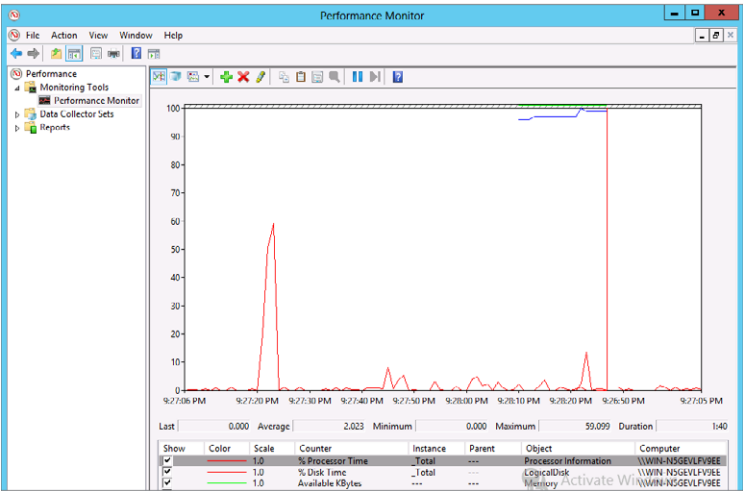 Performance Monitor
File Action View Window Help
Performance
Monitoring Tools
Performance Monitor
Data Collector Sets
Reports
100
90
80
70
60
50
40
30
20
10
0
9:27:06 PM 9:27:20 PM 9:27:30 PM 9:27:40 PM 9:27:50 PM 9:28:00 PM 9:28:10 PM 9:28:20 PM 9:26:50 PM 9:27:05 PM
Last 0.000 Average 2.023 Minimum 0.000 Maximum 59.099 Duration 1:40
Show Color Scale Counter Instance Parent Object Computer
1.0 % Processor Time _Total --- Processor Information \\WIN-N5GEVLFV9EE
1.0 % Disk Time _Total --- LogicalDisk \\WIN-N5GEVLFV9EE
1.0 Available KBytes --- --- Memory \\WIN-N5GEVLFV9EE
Activate Win